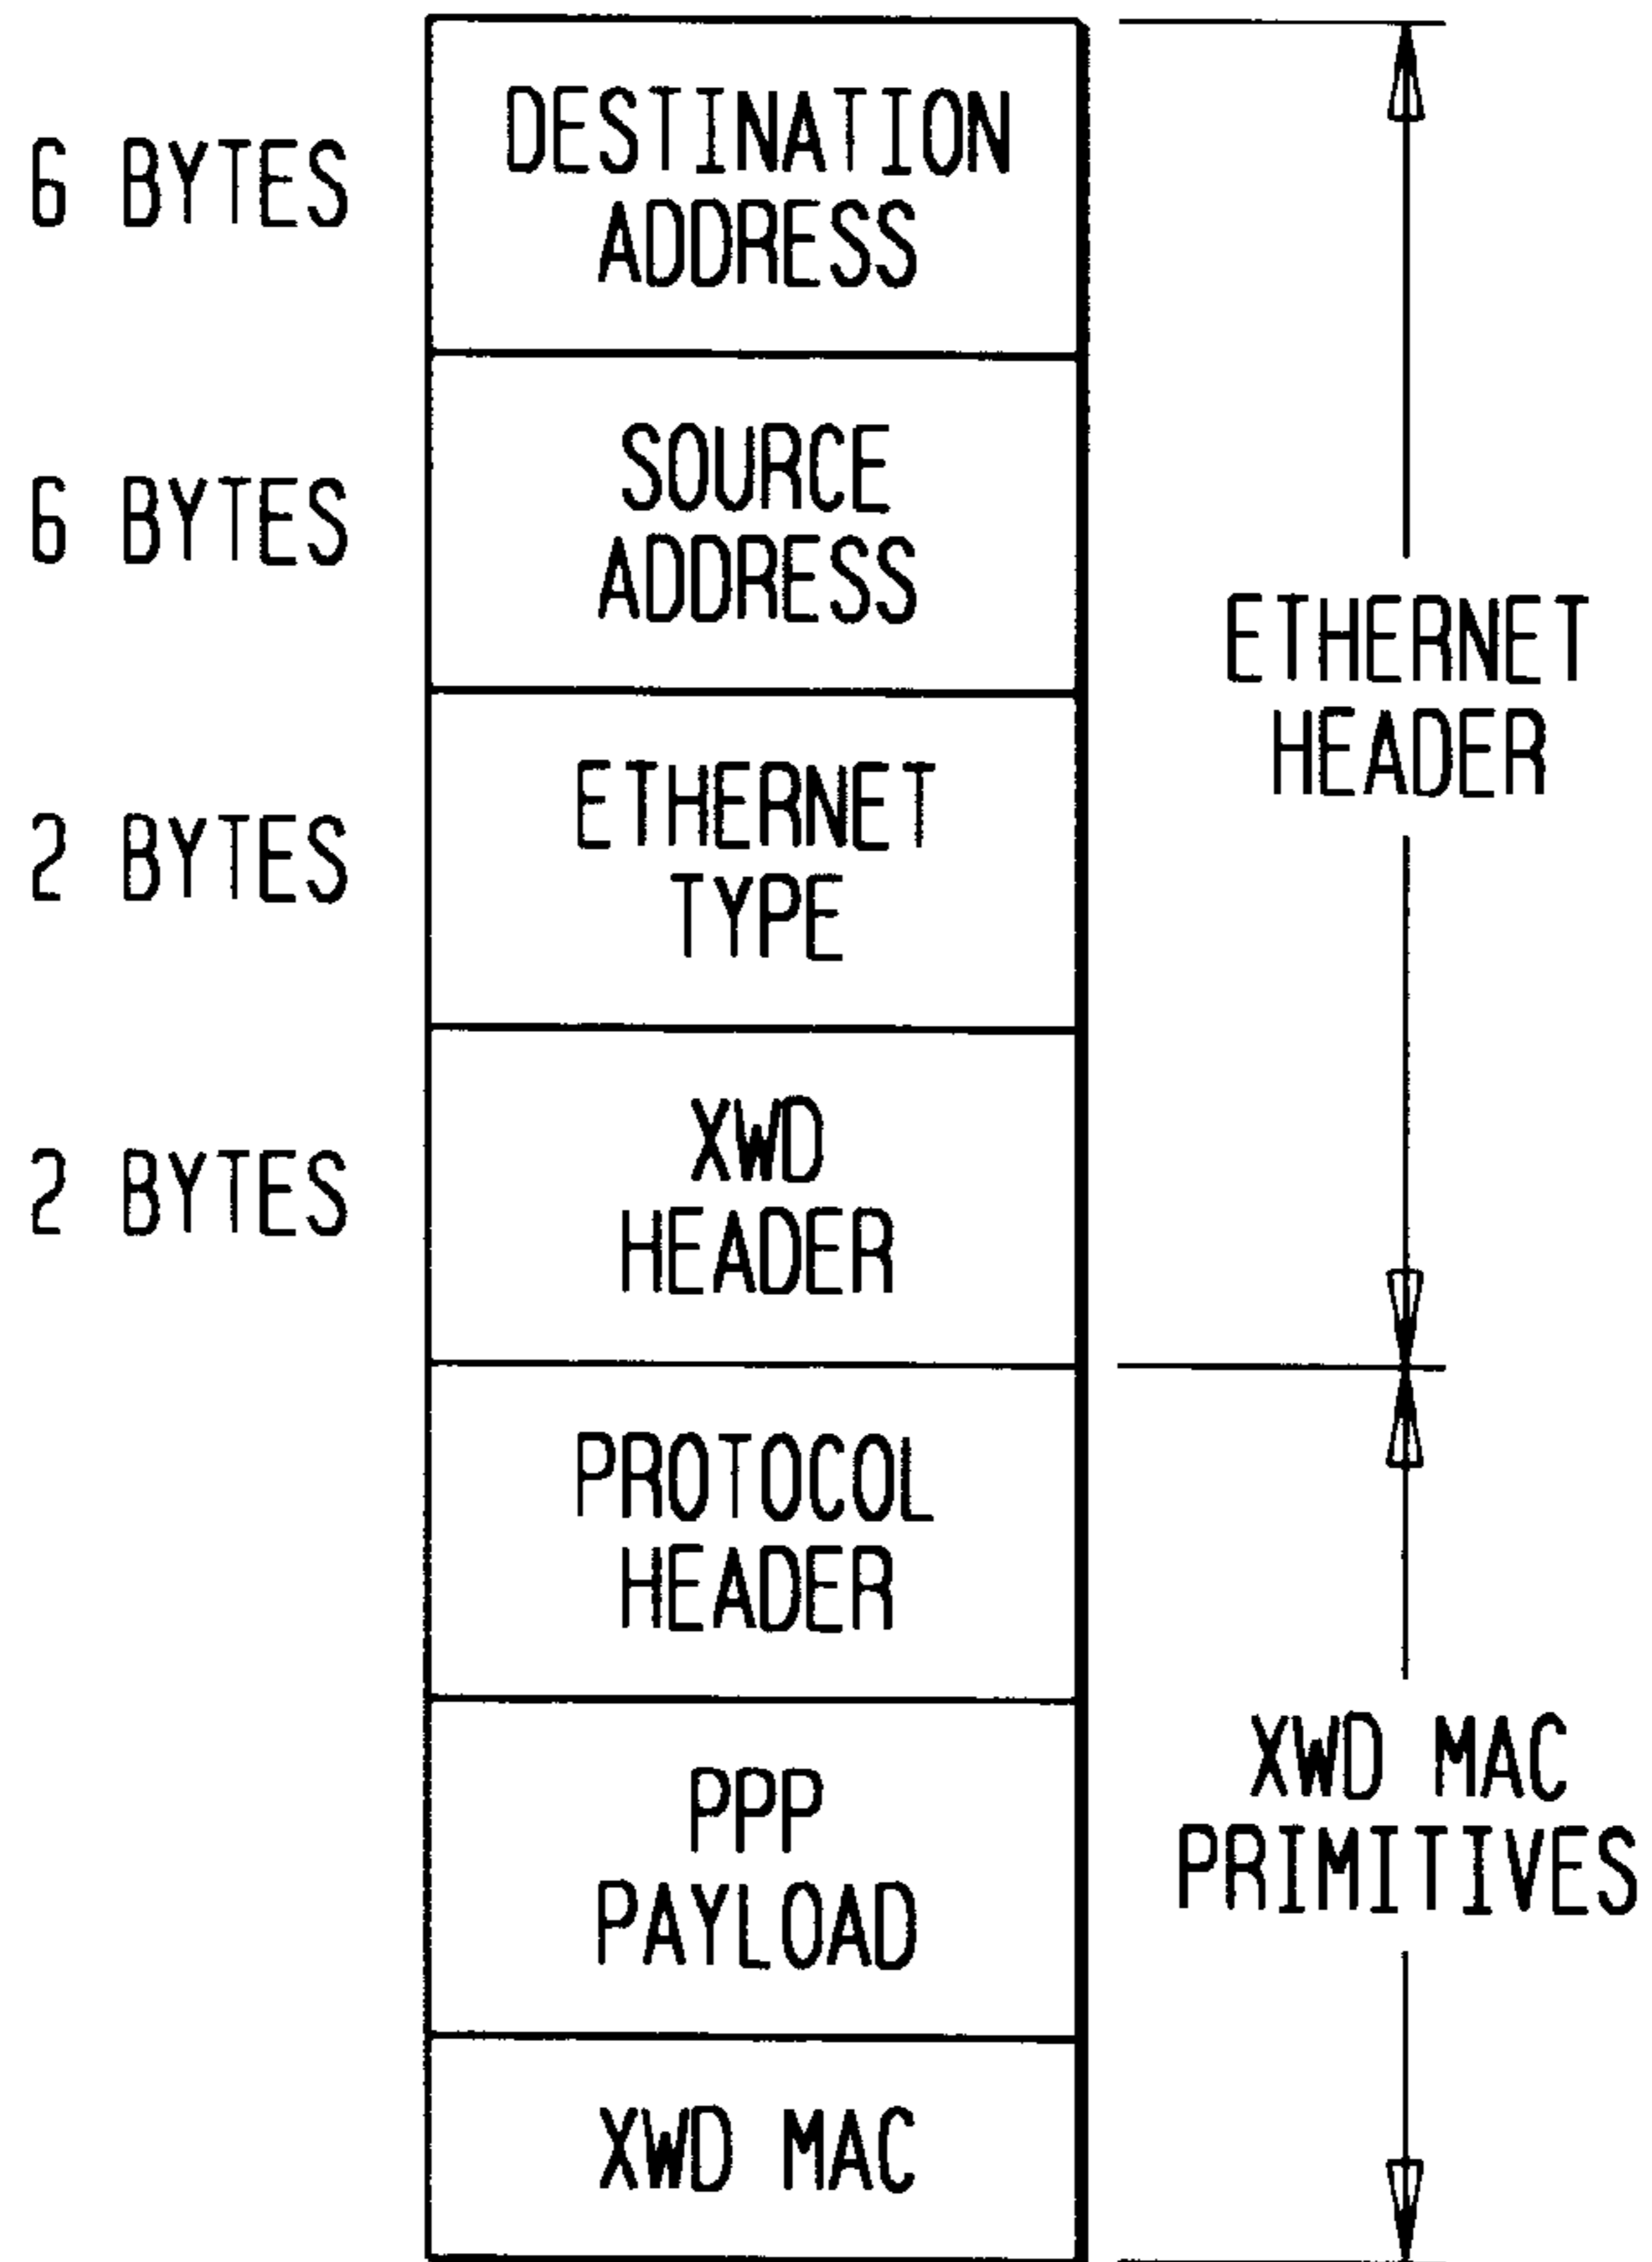 6 BYTES
DESTINATION
ADDRESS
6 BYTES
SOURCE
ADDRESS
ETHERNET
HEADER
2 BYTES
ETHERNET
TYPE
2 BYTES
XWD
HEADER
PROTOCOL
HEADER
PPP
PAYLOAD
XWD MAC
PRIMITIVES
XWD MAC